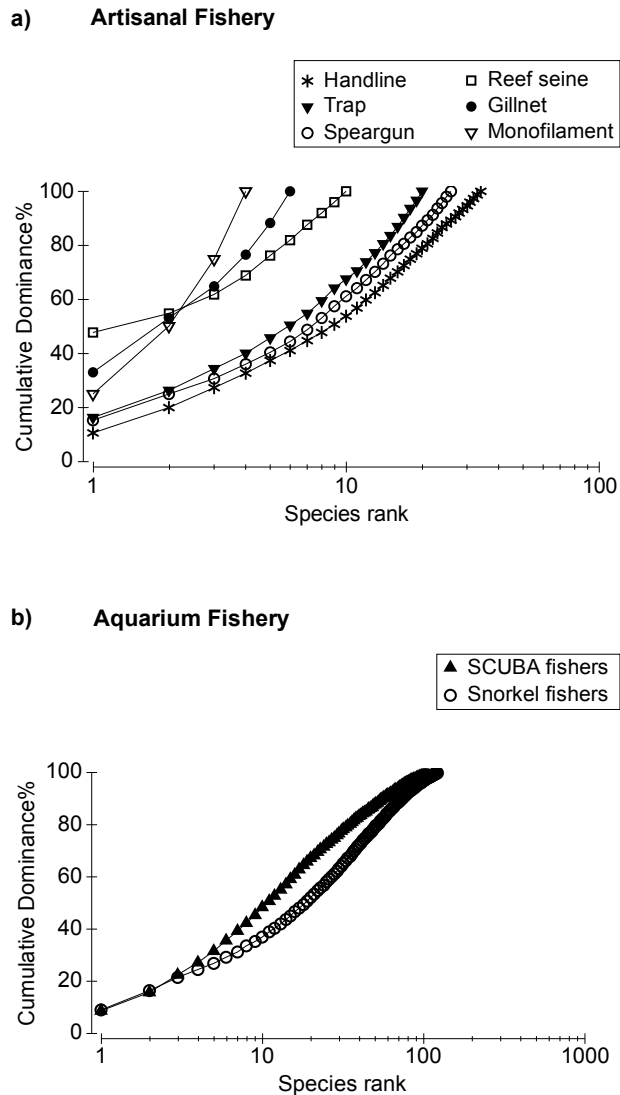 a) Artisanal Fishery
Handline
Reef seine
Trap
Gillnet
Speargun
Monofilament
100
80
60
40
20
0
Cumulative Dominance%
1 10 100
Species rank
b) Aquarium Fishery
SCUBA fishers
Snorkel fishers
100
80
60
40
20
0
Cumulative Dominance%
1 10 100 1000
Species rank